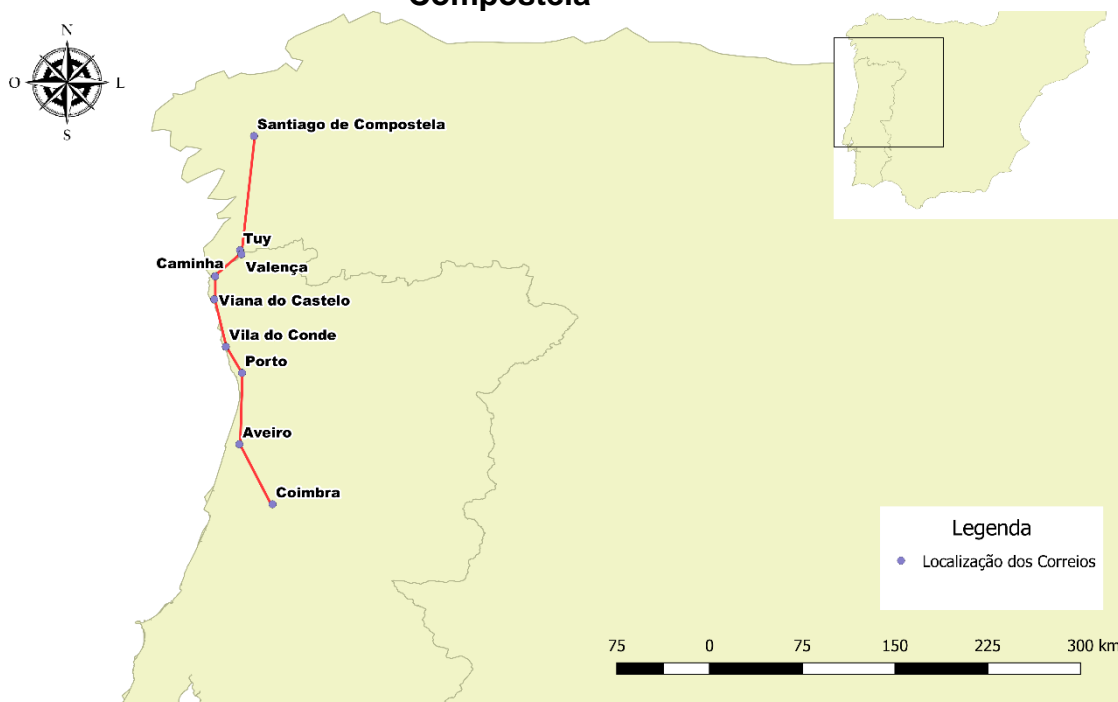 Compostela
N
O
L
S
Santiago de Compostela
Tuy
Caminha
Valença
Viana do Castelo
Vila do Conde
Porto
Aveiro
Coimbra
Legenda
Localização dos Correios
75 0 75 150 225 300 km